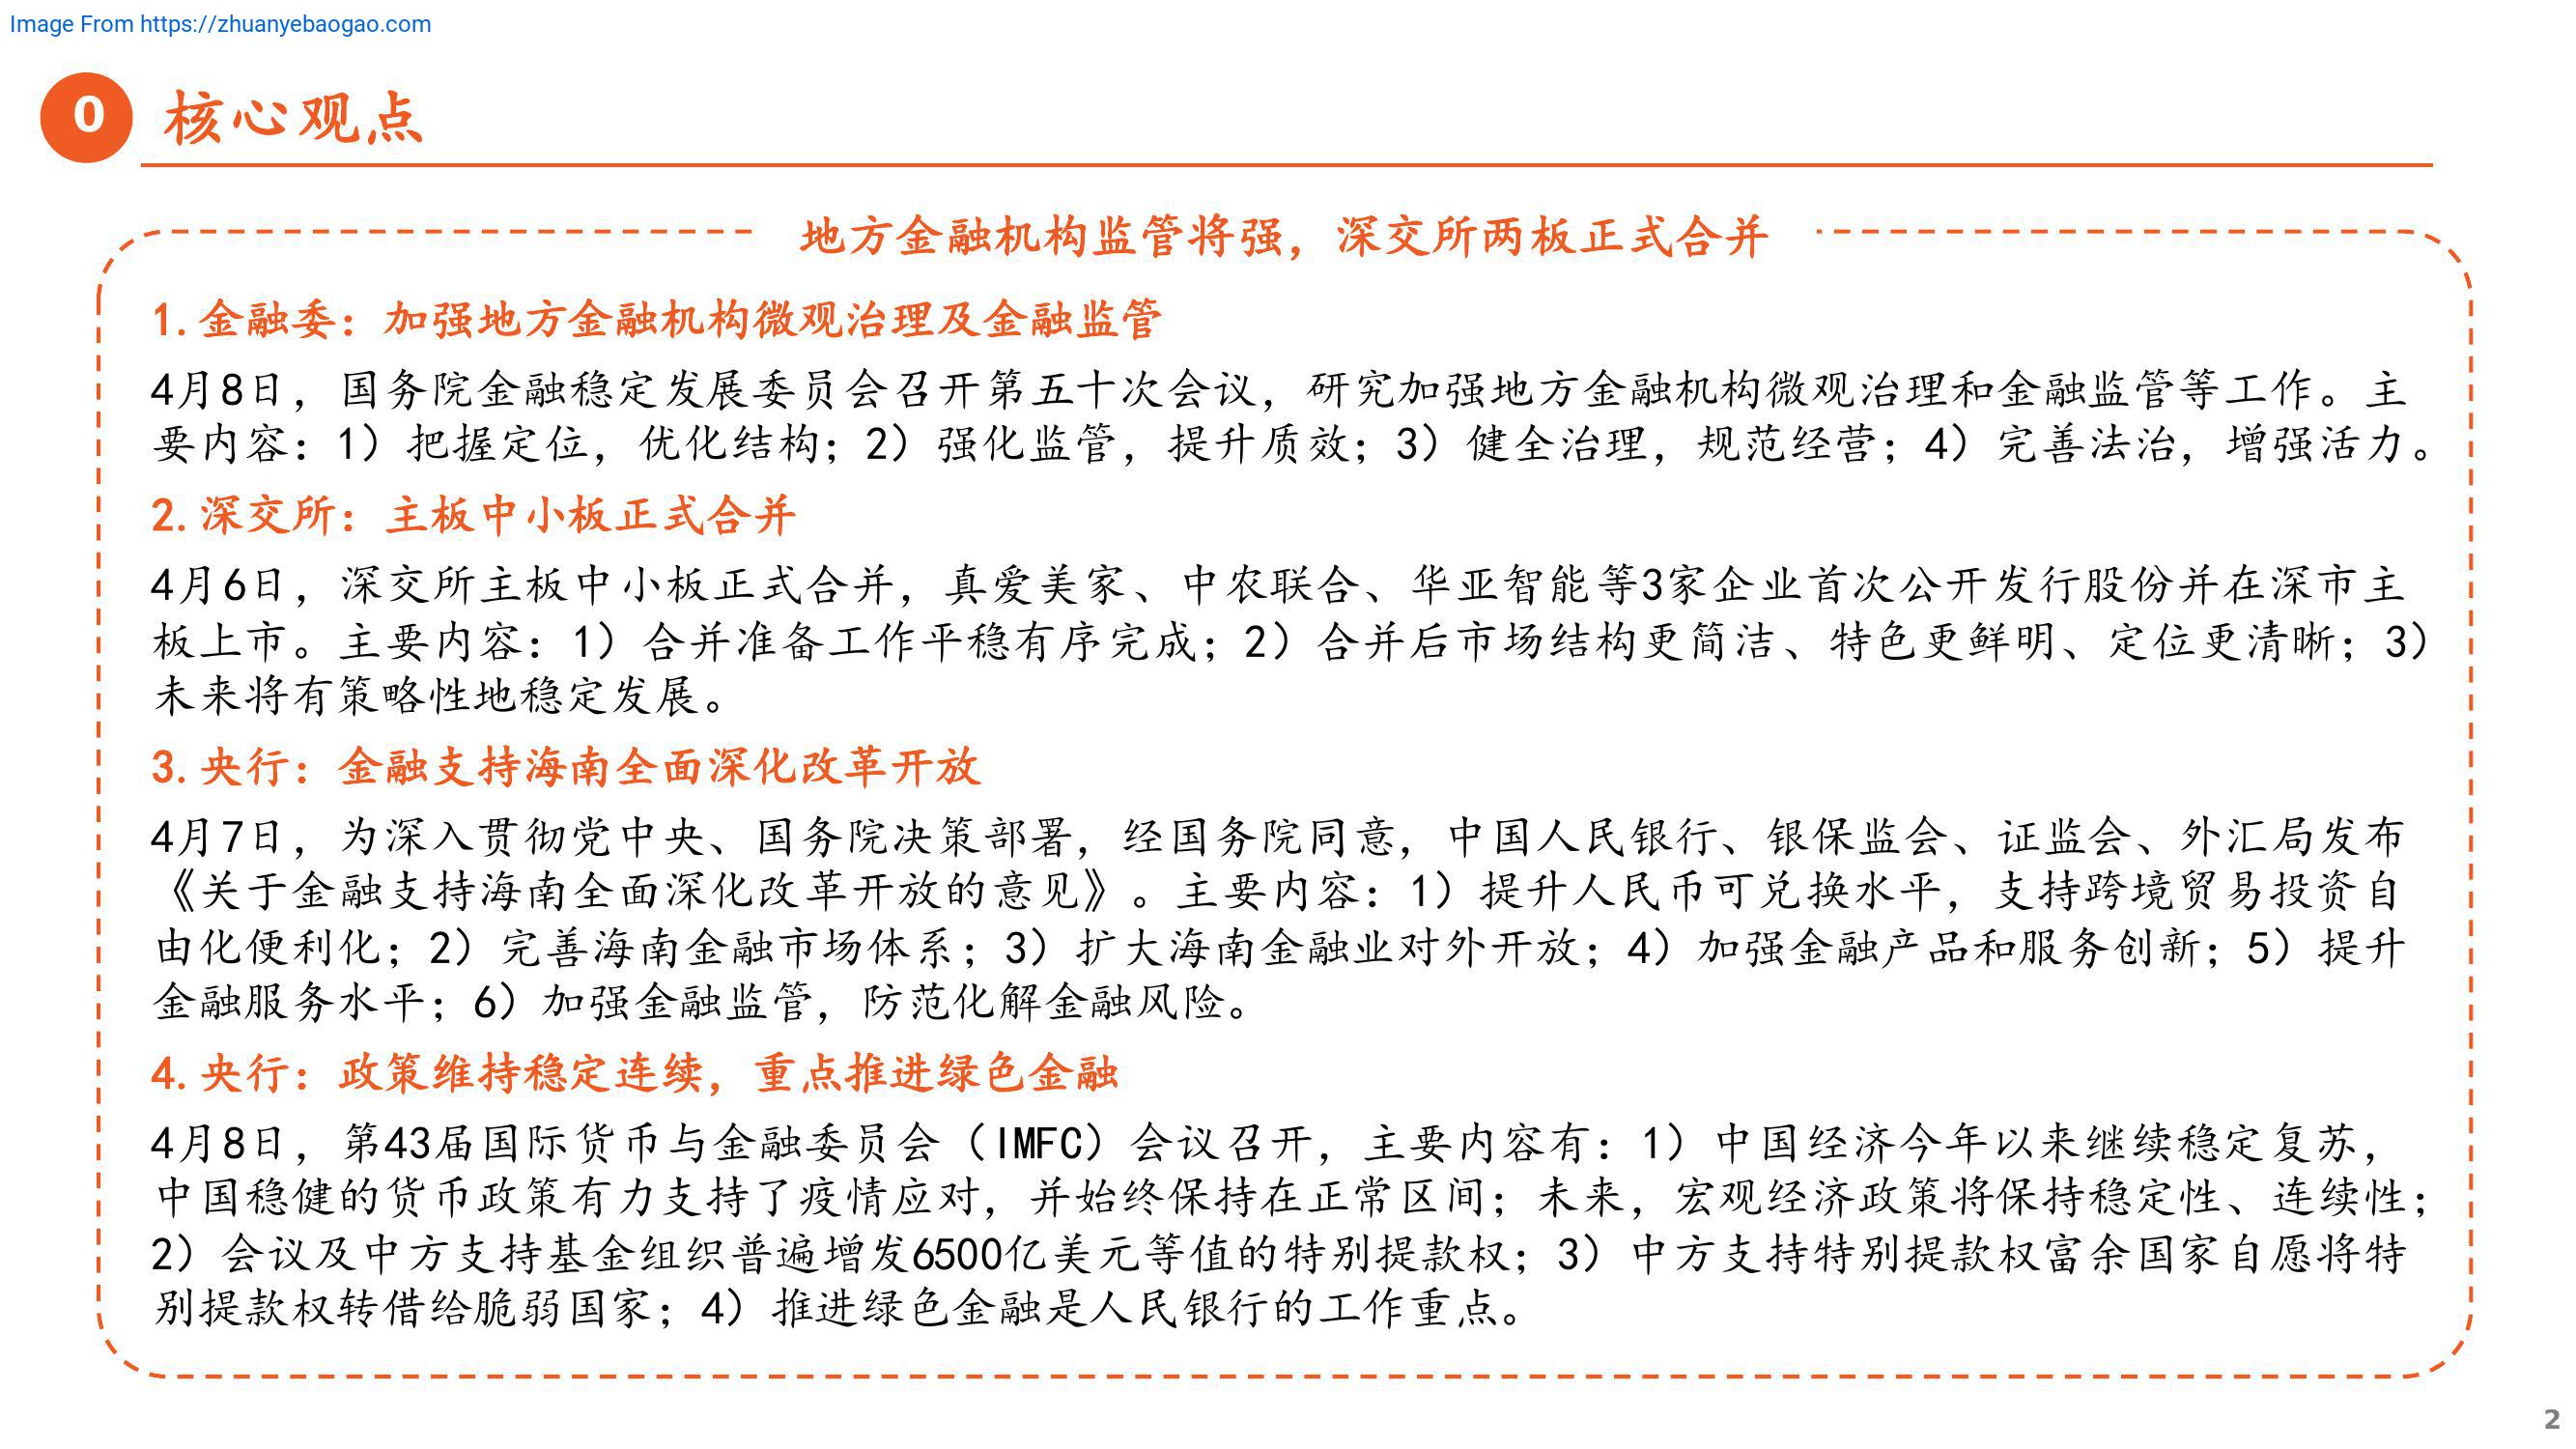 Image From https://zhuanyebaogao.com
0 核心观点
地方金融机构监管将强，深交所两板正式合并
1.金融委：加强地方金融机构微观治理及金融监管
4月8日，国务院金融稳定发展委员会召开第五十次会议，研究加强地方金融机构微观治理和金融监管等工作。主
要内容：1）把握定位，优化结构；2）强化监管，提升质效；3）健全治理，规范经营；4）完善法治，增强活力。
2.深交所：主板中小板正式合并
4月6日，深交所主板中小板正式合并，真爱美家、中农联合、华亚智能等3家企业首次公开发行股份并在深市主
板上市。主要内容：1）合并准备工作平稳有序完成；2）合并后市场结构更简洁、特色更鲜明、定位更清晰；3）
未来将有策略性地稳定发展。
3.央行：金融支持海南全面深化改革开放
4月7日，为深入贯彻党中央、国务院决策部署，经国务院同意，中国人民银行、银保监会、证监会、外汇局发布
《关于金融支持海南全面深化改革开放的意见》。主要内容：1）提升人民币可兑换水平，支持跨境贸易投资自
由化便利化；2）完善海南金融市场体系；3）扩大海南金融业对外开放；4）加强金融产品和服务创新；5）提升
金融服务水平；6）加强金融监管，防范化解金融风险。
4.央行：政策维持稳定连续，重点推进绿色金融
4月8日，第43届国际货币与金融委员会（IMFC）会议召开，主要内容有：1）中国经济今年以来继续稳定复苏，
中国稳健的货币政策有力支持了疫情应对，并始终保持在正常区间；未来，宏观经济政策将保持稳定性、连续性；
2）会议及中方支持基金组织普遍增发6500亿美元等值的特别提款权；3）中方支持特别提款权富余国家自愿将特
别提款权转借给脆弱国家；4）推进绿色金融是人民银行的工作重点。
2